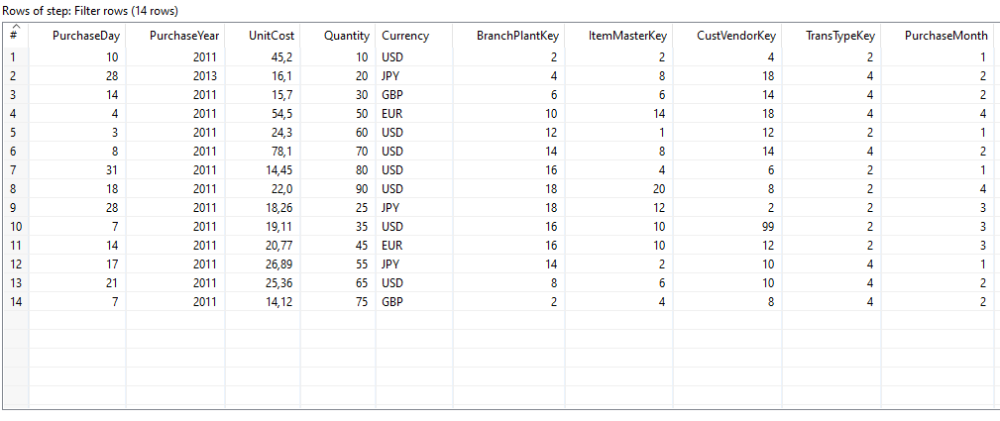 Rows of step: Filter rows (14 rows)
# PurchaseDay PurchaseYear UnitCost Quantity Currency BranchPlantKey ItemMasterKey CustVendorKey TransTypeKey PurchaseMonth
1 10 2011 45,2 10 USD 2 2 4 2 1
2 28 2013 16,1 20 JPY 4 8 18 4 2
3 14 2011 15,7 30 GBP 6 6 14 4 2
4 4 2011 54,5 50 EUR 10 14 18 4 4
5 3 2011 24,3 60 USD 12 1 12 2 1
6 8 2011 78,1 70 USD 14 8 14 4 2
7 31 2011 14,45 80 USD 16 4 6 2 1
8 18 2011 22,0 90 USD 18 20 8 2 4
9 28 2011 18,26 25 JPY 18 12 2 2 3
10 7 2011 19,11 35 USD 16 10 99 2 3
11 14 2011 20,77 45 EUR 16 10 12 2 3
12 17 2011 26,89 55 JPY 14 2 10 4 1
13 21 2011 25,36 65 USD 8 6 10 4 2
14 7 2011 14,12 75 GBP 2 4 8 4 2